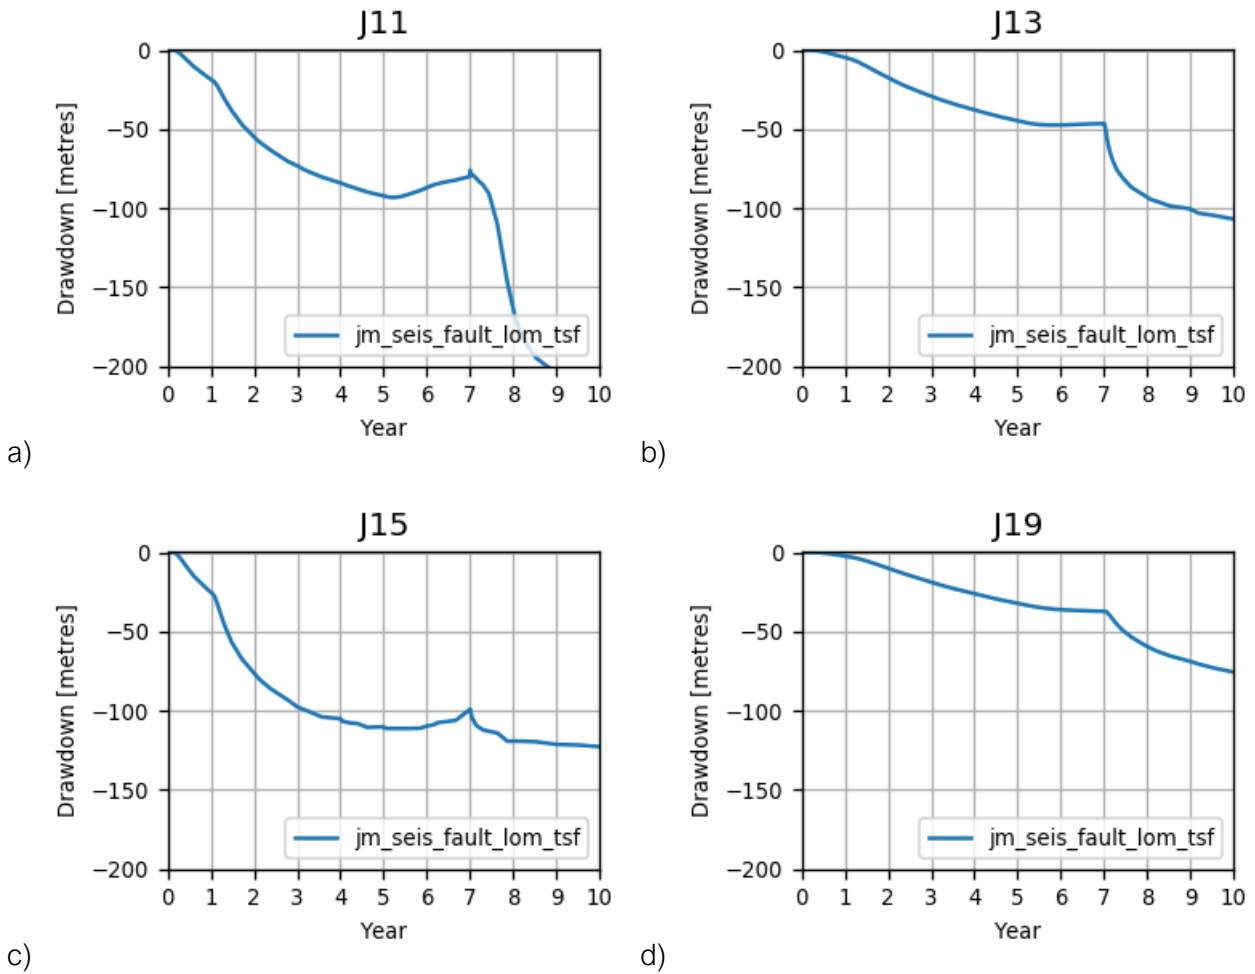 a)
J11
0
−50
−100
−150
−200
Drawdown [metres]
jm_seis_fault_lom_tsf
0 1 2 3 4 5 6 7 8 9 10
Year
b)
J13
0
−50
−100
−150
−200
Drawdown [metres]
jm_seis_fault_lom_tsf
0 1 2 3 4 5 6 7 8 9 10
Year
c)
J15
0
−50
−100
−150
−200
Drawdown [metres]
jm_seis_fault_lom_tsf
0 1 2 3 4 5 6 7 8 9 10
Year
d)
J19
0
−50
−100
−150
−200
Drawdown [metres]
jm_seis_fault_lom_tsf
0 1 2 3 4 5 6 7 8 9 10
Year